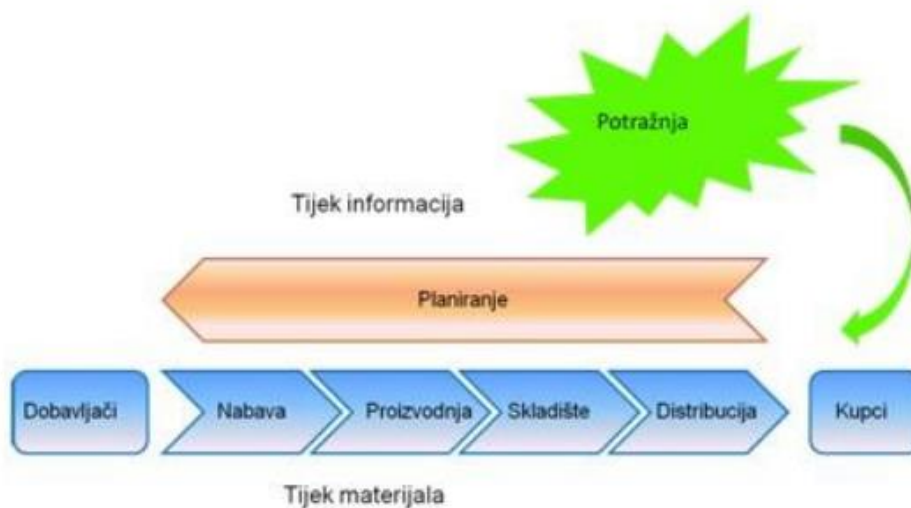 Potražnja
Tijek informacija
Planiranje
Dobavljači
Nabava
Proizvodnja
Skladište
Distribucija
Kupci
Tijek materijala